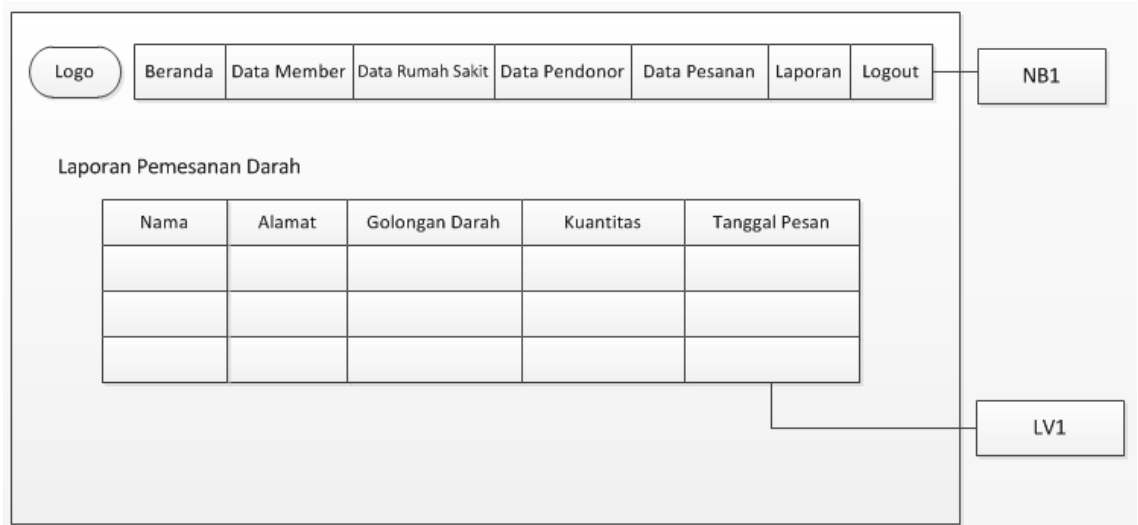 Logo
Beranda Data Member Data Rumah Sakit Data Pendonor Data Pesanan Laporan Logout
NB1
Laporan Pemesanan Darah
Nama Alamat Golongan Darah Kuantitas Tanggal Pesan
LV1